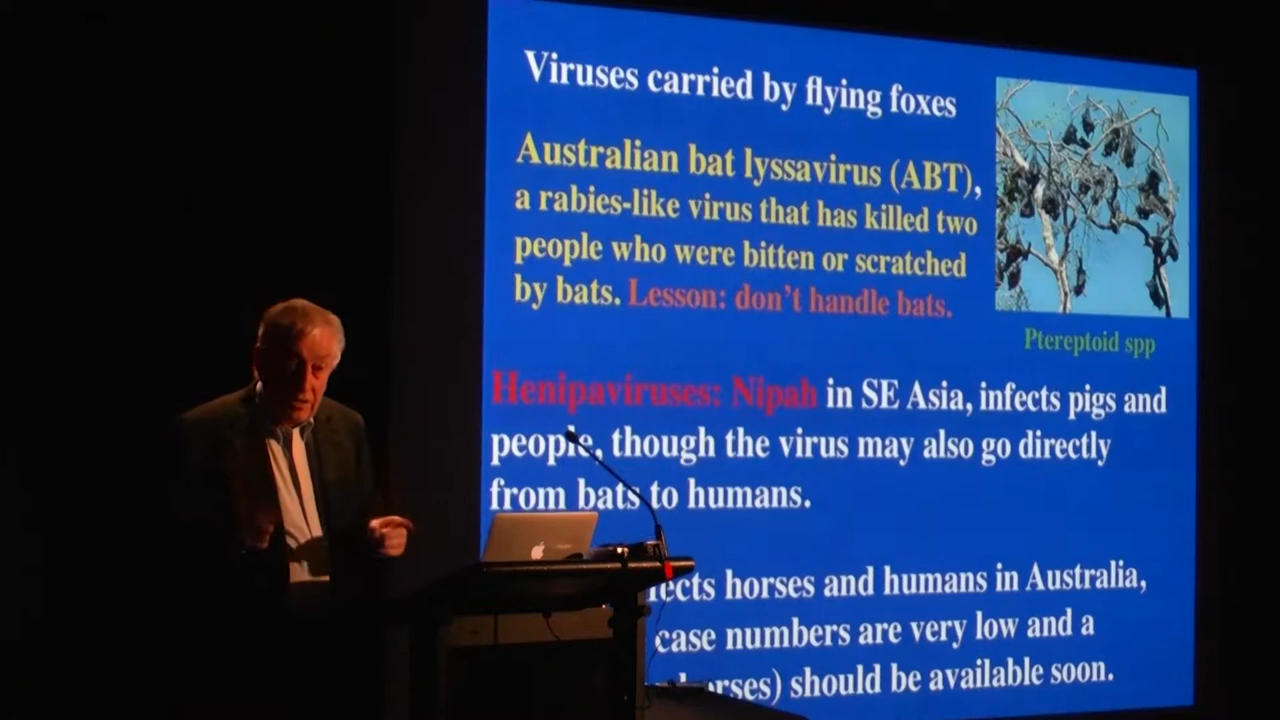 Viruses carried by flying foxes
Australian bat lyssavirus (ABT),
a rabies-like virus that has killed two
people who were bitten or scratched
by bats. Lesson: don't handle bats.
Ptereptoid spp
Henipaviruses: Nipah in SE Asia, infects pigs and
people, though the virus may also go directly
from bats to humans.
horses and humans in Australia,
case numbers are very low and a
should be available soon.